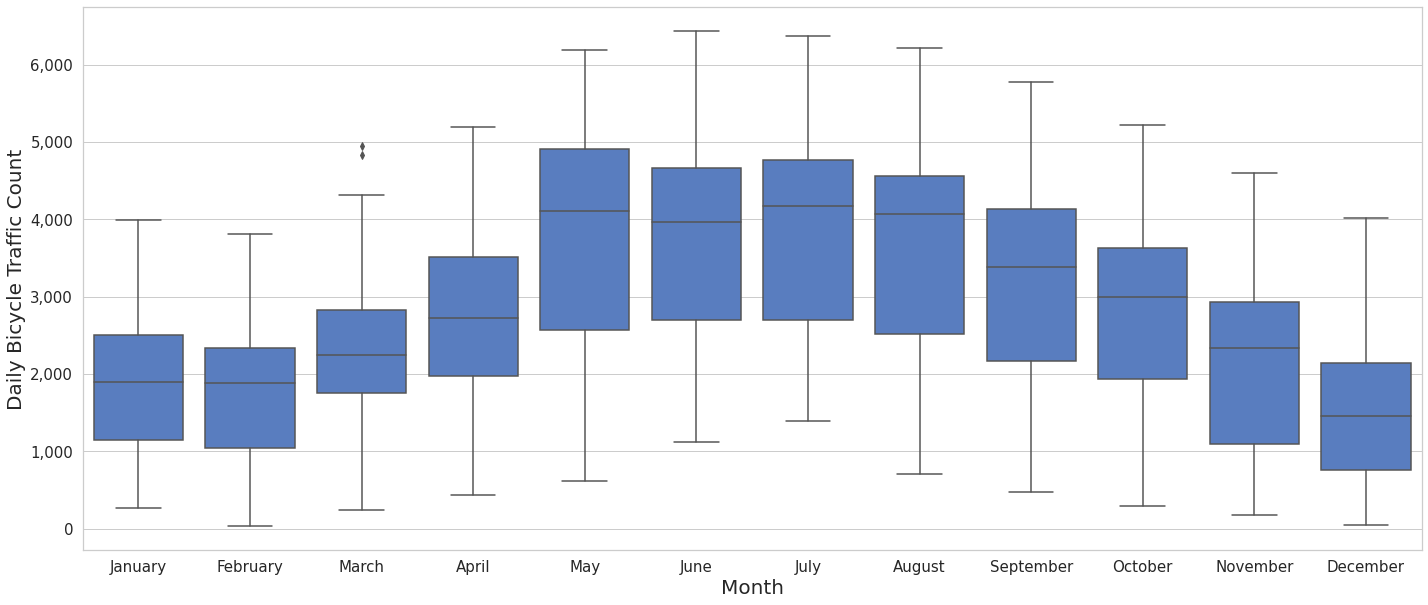 Daily Bicycle Traffic Count
6,000
5,000
4,000
3,000
2,000
1,000
0
January February March April May June July August September October November December
Month